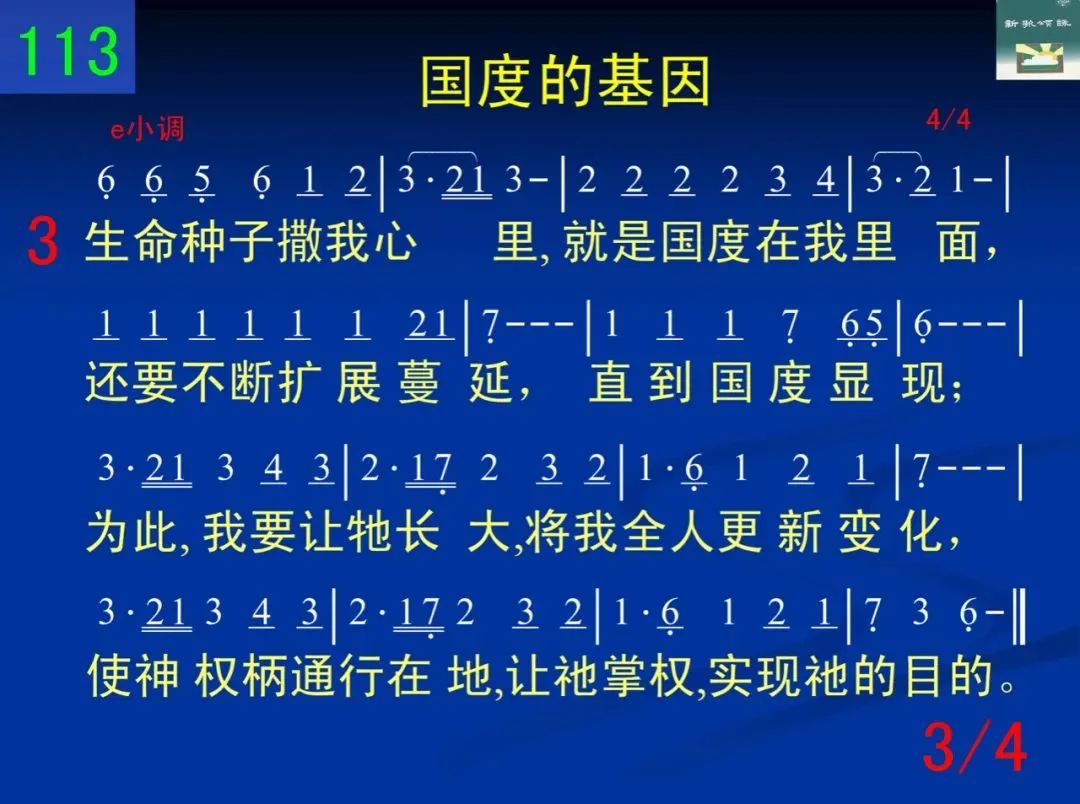 113
新歌頌詠
国度的基因
e小调
4/4
6 6 5 6 1 2|3·21 3-|2 2 2 2 3 4|3·2 1-|
3 生命种子撒我心 里, 就是国度在我里 面，
1 1 1 1 1 1 21|7---|1 1 1 7 65|6---|
还要不断扩 展 蔓 延， 直 到 国 度 显 现；
3·21 3 4 3|2·17 2 3 2|1·6 1 2 1|7---|
为此, 我要让牠长 大,将我全人更 新 变 化，
3·21 3 4 3|2·17 2 3 2|1·6 1 2 1|7 3 6-‖
使神 权柄通行在 地,让祂掌权,实现祂的目的。
3/4